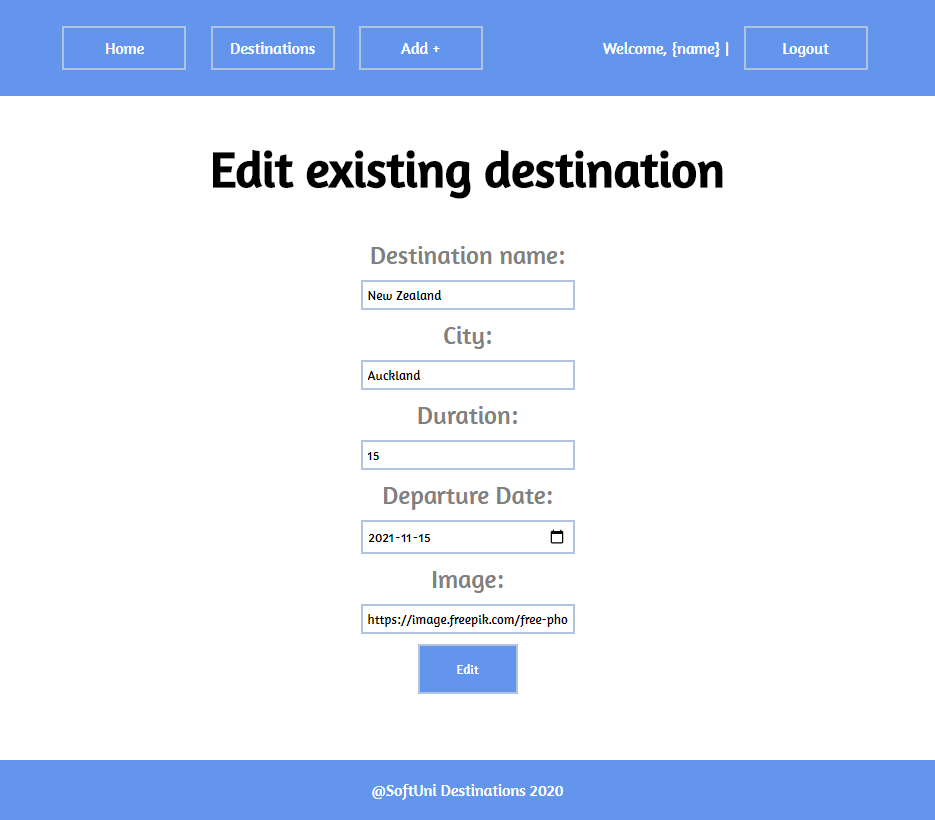 Home Destinations Add + Welcome, {name} | Logout
Edit existing destination
Destination name:
New Zealand
City:
Auckland
Duration:
15
Departure Date:
2021-11-15
Image:
https://image.freepik.com/free-pho
Edit
@SoftUni Destinations 2020